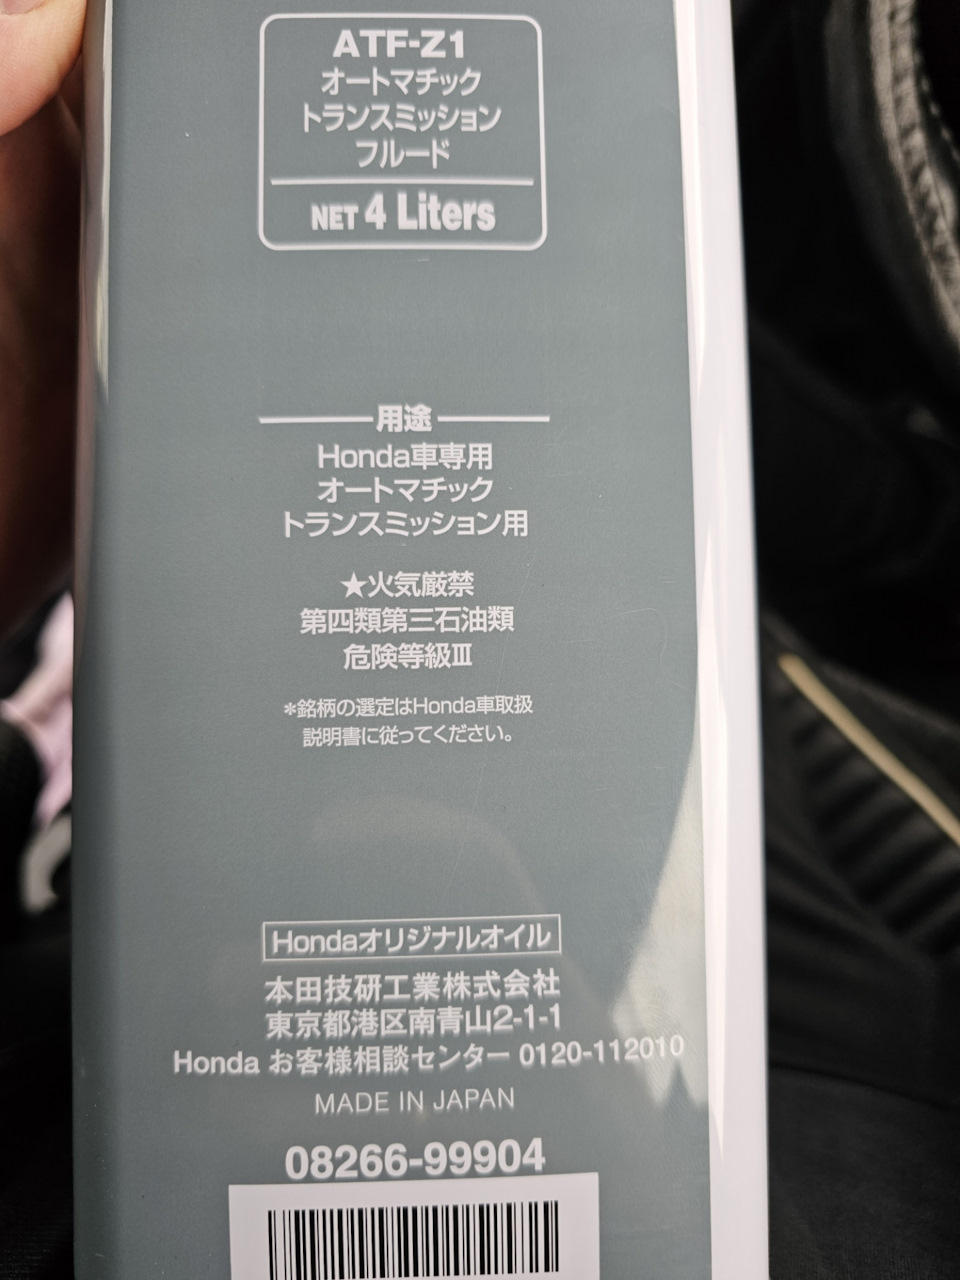 ATF-Z1
オートマチック
トランスミッション
フルード
NET 4 Liters
用途
Honda車専用
オートマチック
トランスミッション用
★火気厳禁
第四類第三石油類
危険等級Ⅲ
*銘柄の選定はHonda車取扱
説明書に従ってください。
Hondaオリジナルオイル
本田技研工業株式会社
東京都港区南青山2-1-1
Honda お客様相談センター 0120-112010
MADE IN JAPAN
08266-99904